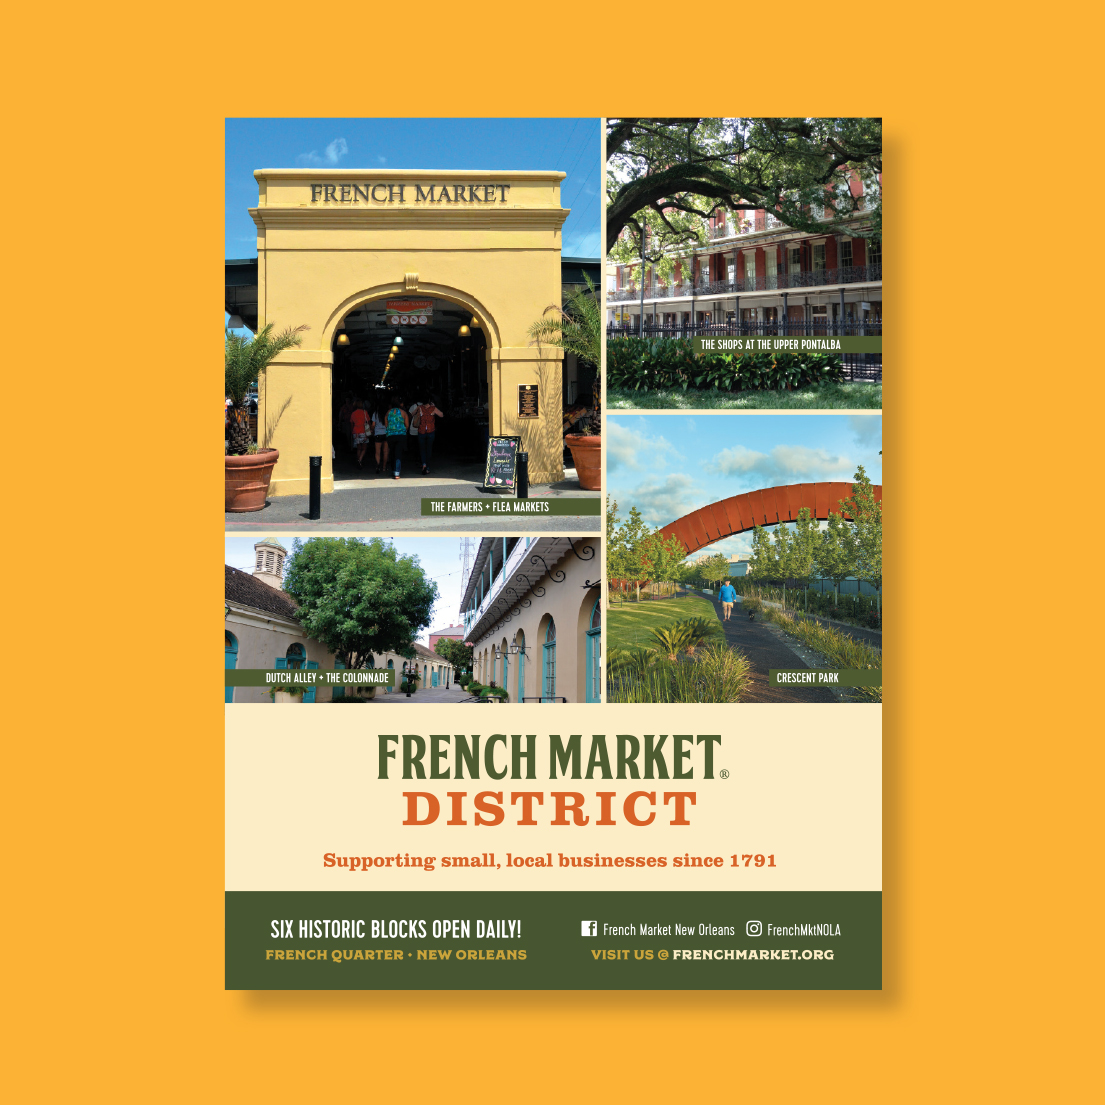 FRENCH MARKET
THE FARMERS + FLEA MARKETS
THE SHOPS AT THE UPPER PONTALBA
DUTCH ALLEY + THE COLONNADE
CRESCENT PARK
FRENCH MARKET®
DISTRICT
Supporting small, local businesses since 1791
SIX HISTORIC BLOCKS OPEN DAILY!
FRENCH QUARTER • NEW ORLEANS
French Market New Orleans FrenchMktNOLA
VISIT US @ FRENCHMARKET.ORG